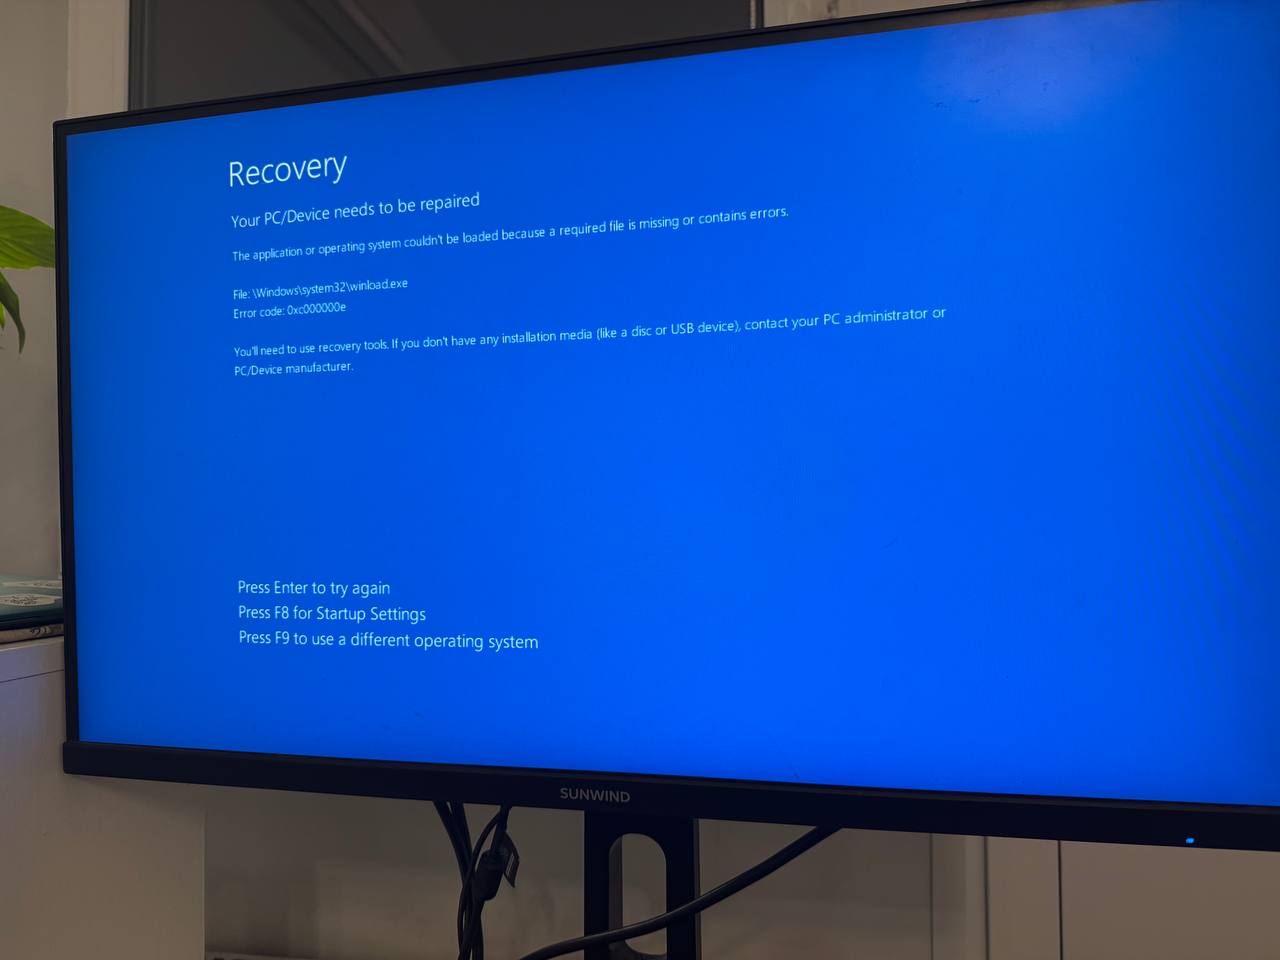 Recovery
Your PC/Device needs to be repaired
The application or operating system couldn't be loaded because a required file is missing or contains errors.
File: \Windows\system32\winload.exe
Error code: 0xc000000e
You'll need to use recovery tools. If you don't have any installation media (like a disc or USB device), contact your PC administrator or
PC/Device manufacturer.
Press Enter to try again
Press F8 for Startup Settings
Press F9 to use a different operating system
SUNWIND